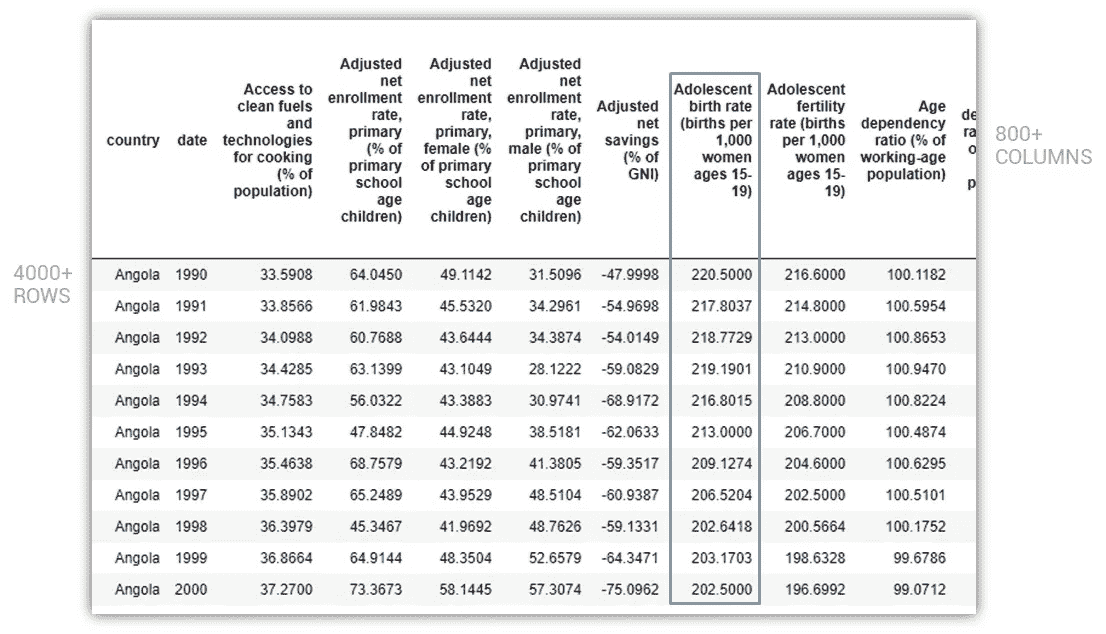 country date Access to clean fuels and technologies for cooking (% of population) Adjusted net enrollment rate, primary (% of primary school age children) Adjusted net enrollment rate, primary, female (% of primary school age children) Adjusted net enrollment rate, primary, male (% of primary school age children) Adjusted net savings (% of GNI) Adolescent birth rate (births per 1,000 women ages 15-19) Adolescent fertility rate (births per 1,000 women ages 15-19) Age dependency ratio (% of working-age population)
800+
COLUMNS
4000+
ROWS
Angola 1990 33.5908 64.0450 49.1142 31.5096 -47.9998 220.5000 216.6000 100.1182
Angola 1991 33.8566 61.9843 45.5320 34.2961 -54.9698 217.8037 214.8000 100.5954
Angola 1992 34.0988 60.7688 43.6444 34.3874 -54.0149 218.7729 213.0000 100.8653
Angola 1993 34.4285 63.1399 43.1049 28.1222 -59.0829 219.1901 210.9000 100.9470
Angola 1994 34.7583 56.0322 43.3883 30.9741 -68.9172 216.8015 208.8000 100.8224
Angola 1995 35.1343 47.8482 44.9248 38.5181 -62.0633 213.0000 206.7000 100.4874
Angola 1996 35.4638 68.7579 43.2192 41.3805 -59.3517 209.1274 204.6000 100.6295
Angola 1997 35.8902 65.2489 43.9529 48.5104 -60.9387 206.5204 202.5000 100.5101
Angola 1998 36.3979 45.3467 41.9692 48.7626 -59.1331 202.6418 200.5664 100.1752
Angola 1999 36.8664 64.9144 48.3504 52.6579 -64.3471 203.1703 198.6328 99.6786
Angola 2000 37.2700 73.3673 58.1445 57.3074 -75.0962 202.5000 196.6992 99.0712